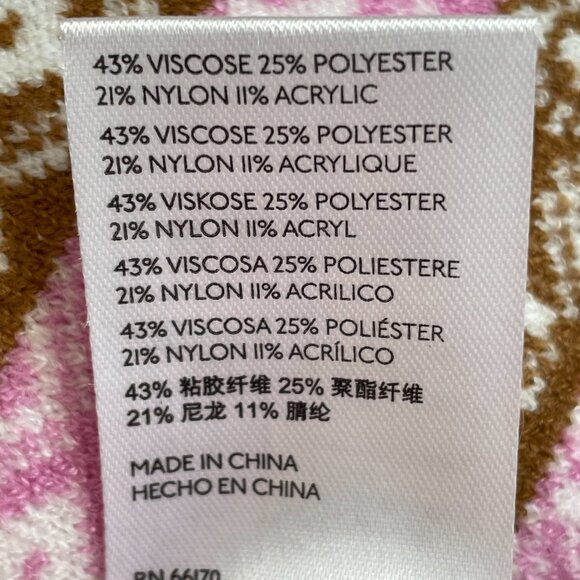 43% VISCOSE 25% POLYESTER
21% NYLON 11% ACRYLIC
43% VISCOSE 25% POLYESTER
21% NYLON 11% ACRYLIQUE
43% VISKOSE 25% POLYESTER
21% NYLON 11% ACRYL
43% VISCOSA 25% POLIESTERE
21% NYLON 11% ACRILICO
43% VISCOSA 25% POLIÉSTER
21% NYLON 11% ACRÍLICO
43% 粘胶纤维 25% 聚酯纤维
21% 尼龙 11% 腈纶
MADE IN CHINA
HECHO EN CHINA
RN 66170